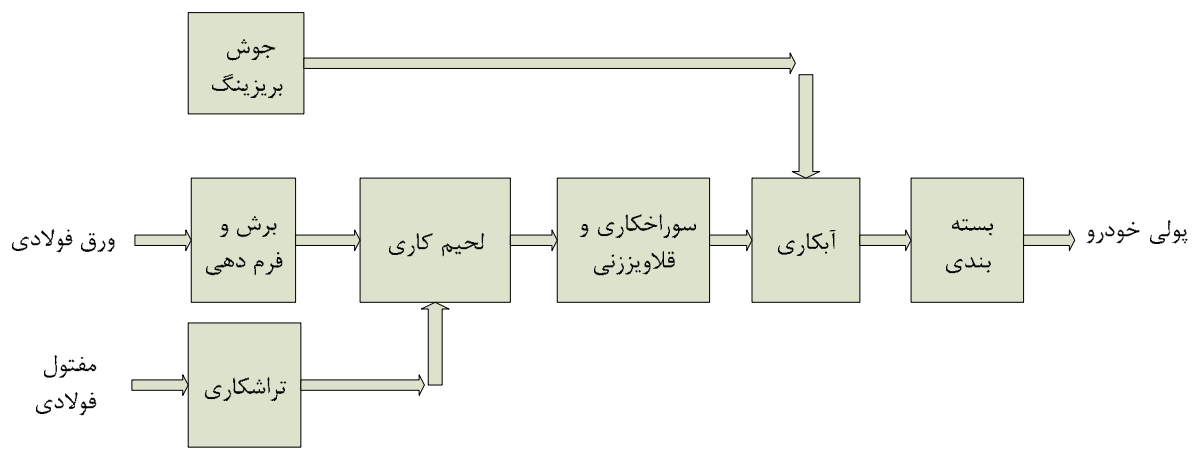 جوش
بریزینگ
ورق فولادی
برش و
فرم دهی
لحیم کاری
سوراخکاری و
قلاویززنی
آبکاری
بسته
بندی
پولی خودرو
مفتول
فولادی
تراشکاری